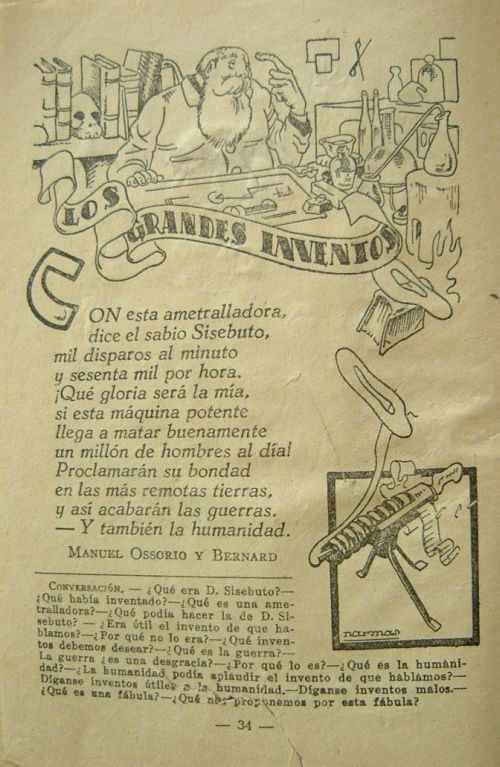 LOS
GRANDES INVENTOS
CON esta ametralladora,
dice el sabio Sisebuto,
mil disparos al minuto
y sesenta mil por hora.
¡Qué gloria será la mía,
si esta máquina potente
llega a matar buenamente
un millón de hombres al día!
Proclamarán su bondad
en las más remotas tierras,
y así acabarán las guerras.
— Y también la humanidad.
MANUEL OSSORIO Y BERNARD
CONVERSACIÓN. — ¿Qué era D. Sisebuto?—
¿Qué había inventado?—¿Qué es una ame-
tralladora?—¿Qué podía hacer la de D. Si-
sebuto? — ¿Era útil el invento de que ha-
blamos?—¿Por qué no lo era?—¿Qué inven-
tos debemos desear?—¿Qué es la guerra?—
La guerra ¿es una desgracia?—¿Por qué lo es?—¿Qué es la humani-
dad?—¿La humanidad podía aplaudir el invento de que hablamos?—
Díganse inventos útiles a la humanidad.—Díganse inventos malos.—
¿Qué es una fábula?—¿Qué nos proponemos por esta fábula?
narmas
— 34 —